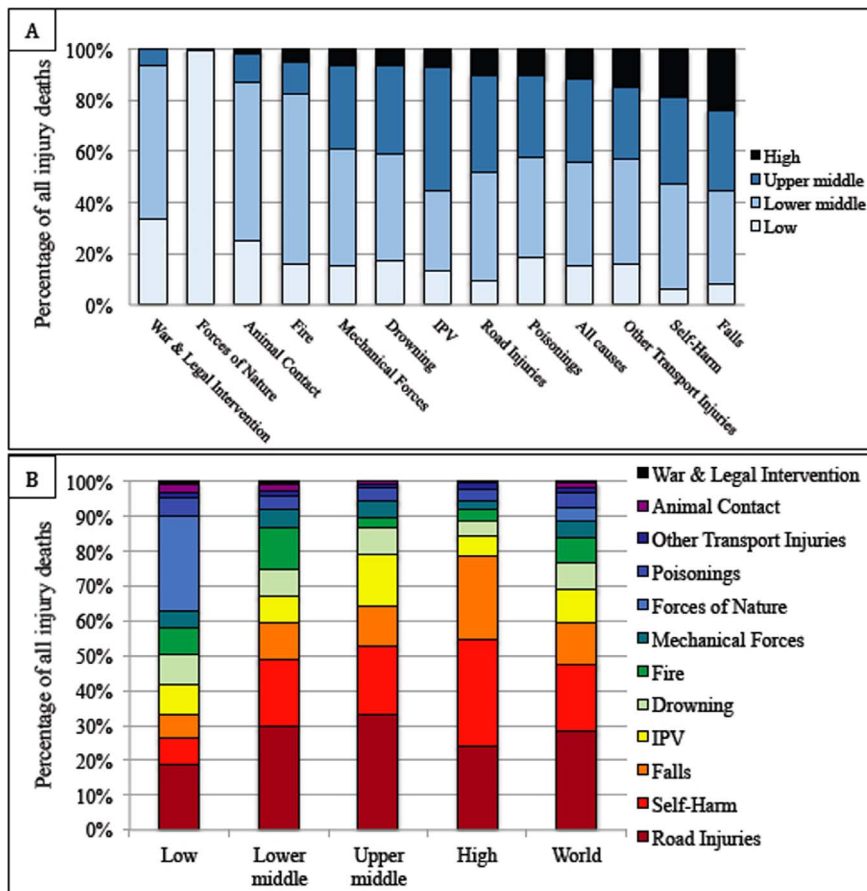 A
Percentage of all injury deaths
100%
80%
60%
40%
20%
0%
High
Upper middle
Lower middle
Low
War & Legal Intervention
Forces of Nature
Animal Contact
Fire
Mechanical Forces
Drowning
IPV
Road Injuries
Poisonings
All causes
Other Transport Injuries
Self-Harm
Falls
B
Percentage of all injury deaths
100%
90%
80%
70%
60%
50%
40%
30%
20%
10%
0%
Low
Lower
middle
Upper
middle
High
World
War & Legal Intervention
Animal Contact
Other Transport Injuries
Poisonings
Forces of Nature
Mechanical Forces
Fire
Drowning
IPV
Falls
Self-Harm
Road Injuries